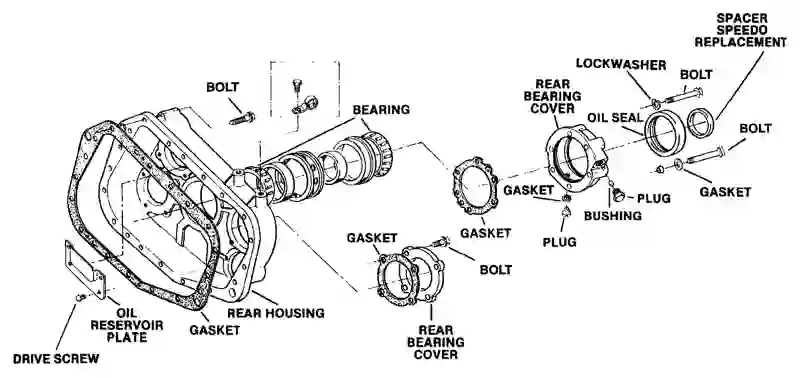 SPACER
SPEEDO
REPLACEMENT
LOCKWASHER
BOLT
REAR
BEARING
COVER
BOLT
BEARING
OIL SEAL
BOLT
GASKET
GASKET
PLUG
BUSHING
PLUG
GASKET
GASKET
BOLT
REAR HOUSING
OIL
RESERVOIR
PLATE
GASKET
REAR
BEARING
COVER
DRIVE SCREW